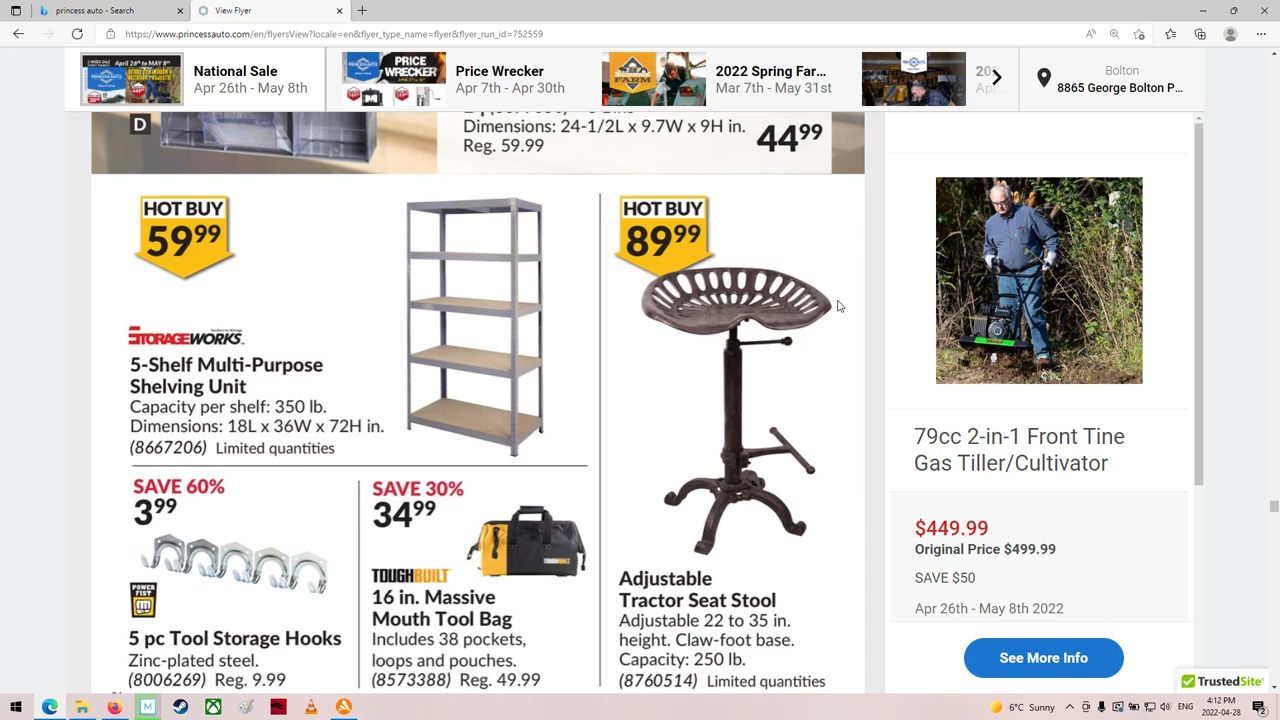 princess auto - Search
View Flyer
https://www.princessauto.com/en/flyersView?locale=en&flyer_type_name=flyer&flyer_run_id=752559
National Sale
Apr 26th - May 8th
PRICE
WRECKER
Price Wrecker
Apr 7th - Apr 30th
FARM
2022 Spring Far...
Mar 7th - May 31st
20
Ap
Bolton
8865 George Bolton P...
D
Dimensions: 24-1/2L x 9.7W x 9H in.
Reg. 59.99
44 99
HOT BUY
59 99
STORAGEWORKS
5-Shelf Multi-Purpose
Shelving Unit
Capacity per shelf: 350 lb.
Dimensions: 18L x 36W x 72H in.
(8667206) Limited quantities
SAVE 60%
3 99
POWER
FIST
5 pc Tool Storage Hooks
Zinc-plated steel.
(8006269) Reg. 9.99
SAVE 30%
34 99
TOUGHBUILT
16 in. Massive
Mouth Tool Bag
Includes 38 pockets,
loops and pouches.
(8573388) Reg. 49.99
HOT BUY
89 99
Adjustable
Tractor Seat Stool
Adjustable 22 to 35 in.
height. Claw-foot base.
Capacity: 250 lb.
(8760514) Limited quantities
79cc 2-in-1 Front Tine
Gas Tiller/Cultivator
$449.99
Original Price $499.99
SAVE $50
Apr 26th - May 8th 2022
See More Info
TrustedSite
6°C Sunny
ENG
4:12 PM
2022-04-28